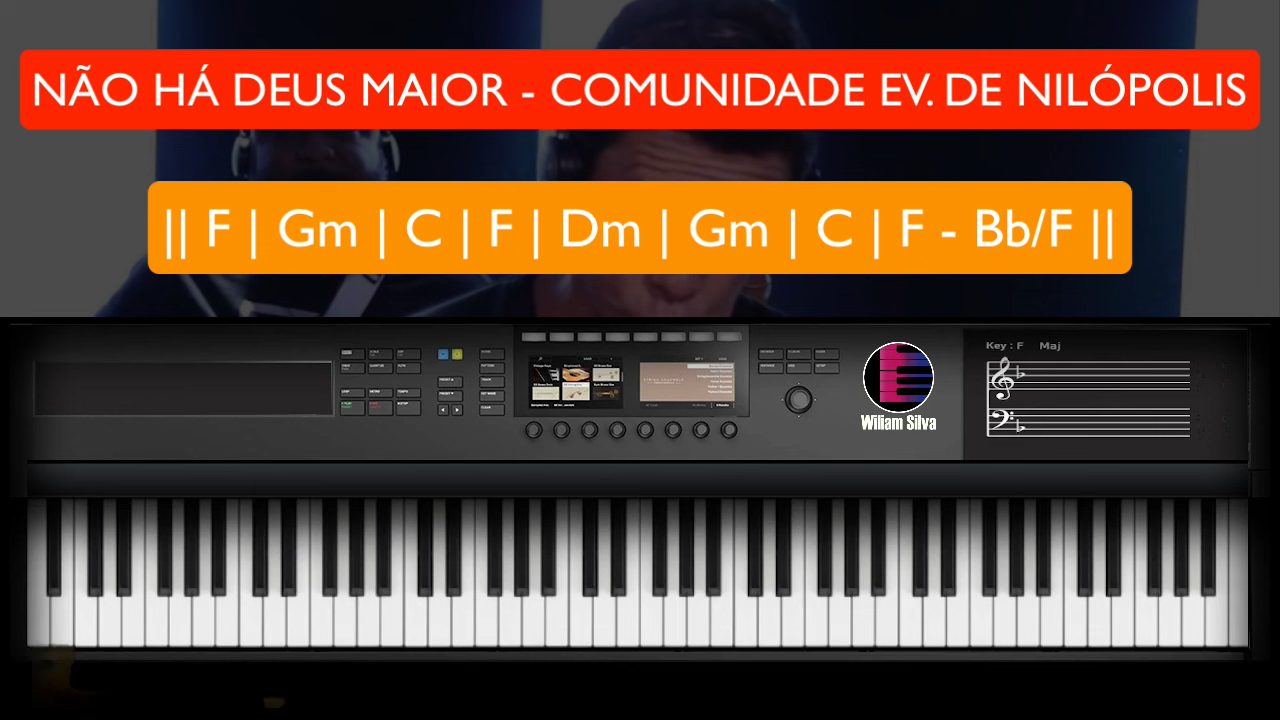 NÃO HÁ DEUS MAIOR - COMUNIDADE EV. DE NILÓPOLIS
|| F | Gm | C | F | Dm | Gm | C | F - Bb/F ||
Key : F Maj
Wiliam Silva